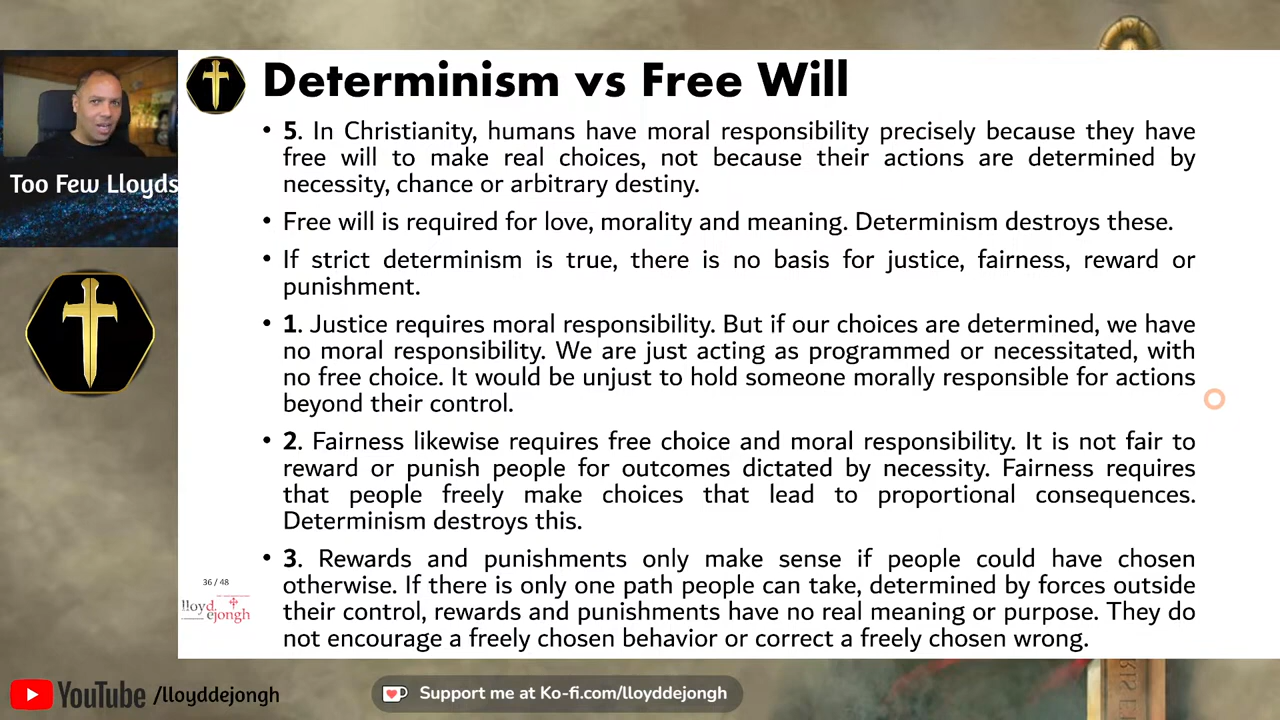 Determinism vs Free Will
Too Few Lloyds
• 5. In Christianity, humans have moral responsibility precisely because they have
free will to make real choices, not because their actions are determined by
necessity, chance or arbitrary destiny.
• Free will is required for love, morality and meaning. Determinism destroys these.
• If strict determinism is true, there is no basis for justice, fairness, reward or
punishment.
• 1. Justice requires moral responsibility. But if our choices are determined, we have
no moral responsibility. We are just acting as programmed or necessitated, with
no free choice. It would be unjust to hold someone morally responsible for actions
beyond their control.
• 2. Fairness likewise requires free choice and moral responsibility. It is not fair to
reward or punish people for outcomes dictated by necessity. Fairness requires
that people freely make choices that lead to proportional consequences.
Determinism destroys this.
• 3. Rewards and punishments only make sense if people could have chosen
otherwise. If there is only one path people can take, determined by forces outside
their control, rewards and punishments have no real meaning or purpose. They do
not encourage a freely chosen behavior or correct a freely chosen wrong.
36 / 48
lloyd
ejongh
YouTube /lloyddejongh
Support me at Ko-fi.com/lloyddejongh